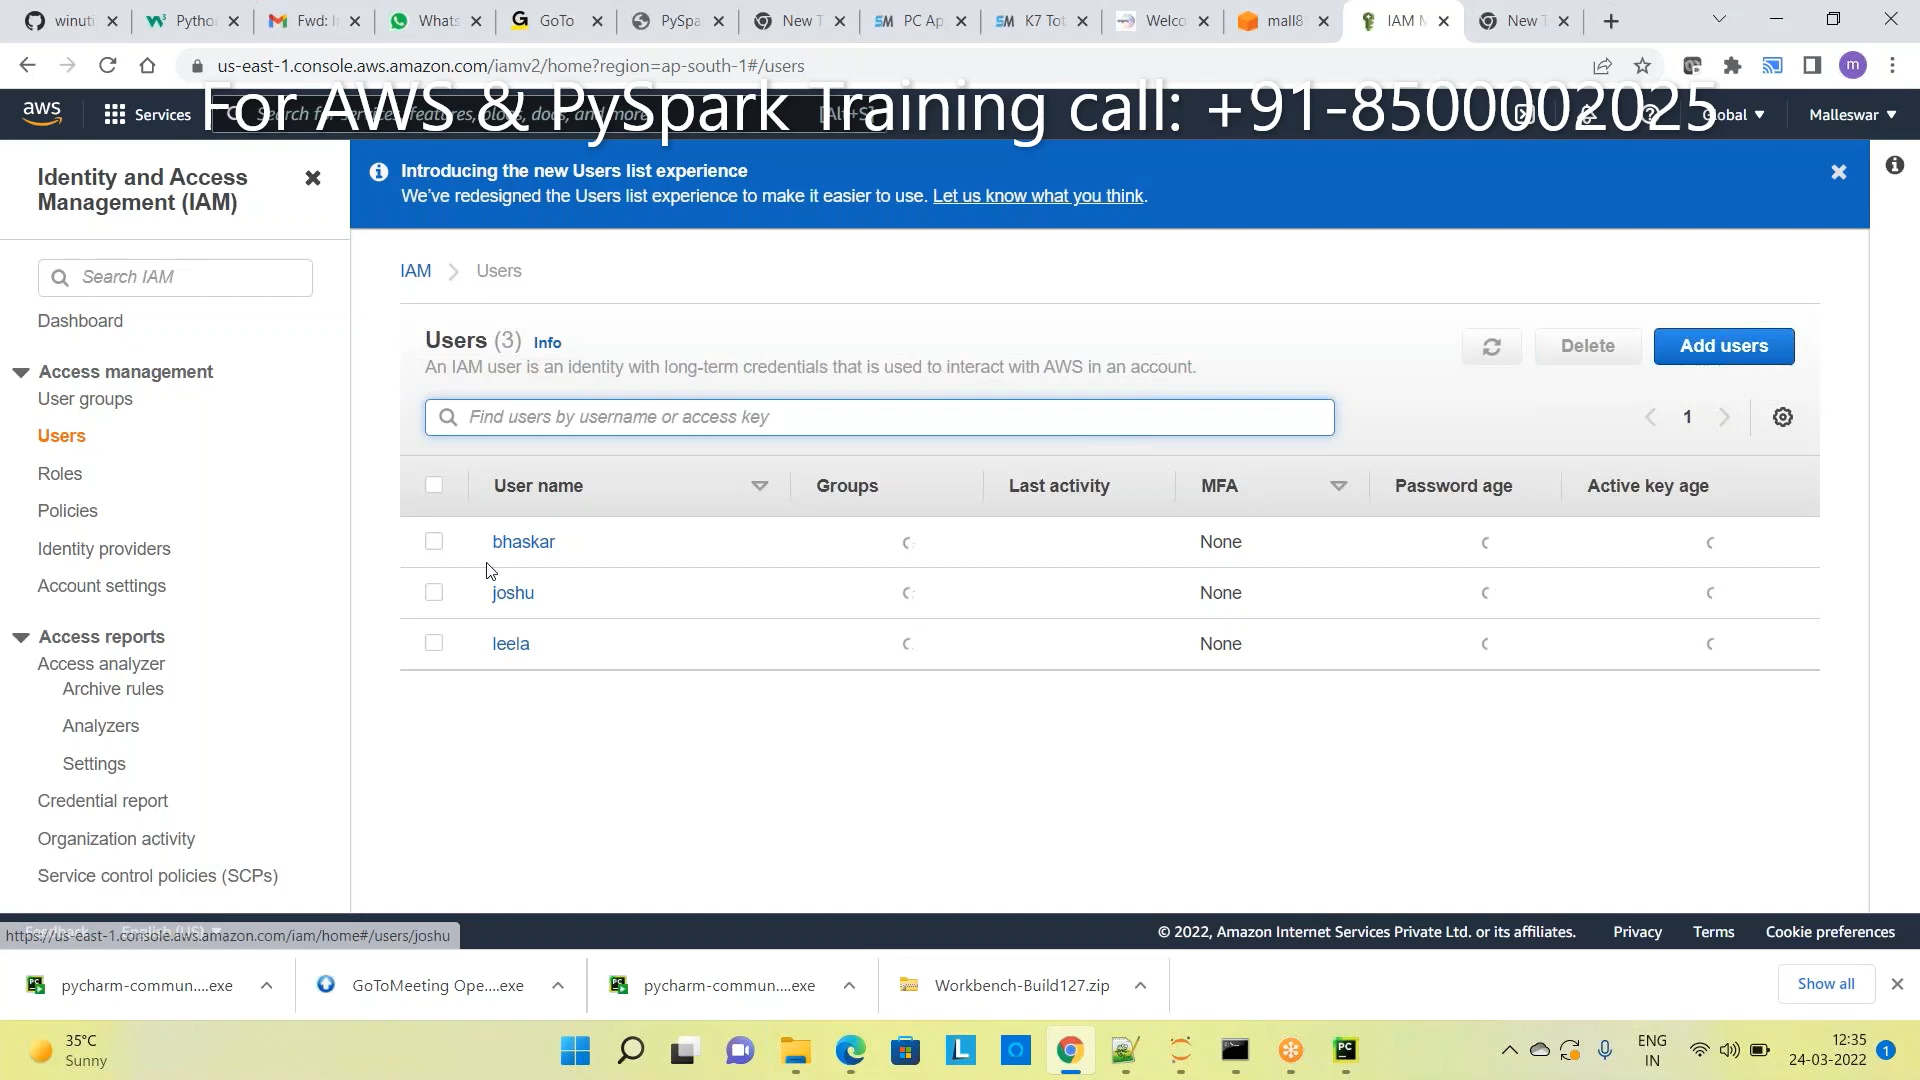 winuti
Pytho
Fwd: I
Whats
GoTo
PySpa
New T
SM PC Ap
SM K7 Tot
Welco
mall8
IAM M
New T
us-east-1.console.aws.amazon.com/iamv2/home?region=ap-south-1#/users
m
aws
Services
Search for services, features, blogs, docs, and more
[Alt+S]
For AWS & PySpark Training call: +91-8500002025
Global
Malleswar
Identity and Access
Management (IAM)
Search IAM
Dashboard
Access management
User groups
Users
Roles
Policies
Identity providers
Account settings
Access reports
Access analyzer
Archive rules
Analyzers
Settings
Credential report
Organization activity
Service control policies (SCPs)
Introducing the new Users list experience
We've redesigned the Users list experience to make it easier to use. Let us know what you think.
IAM > Users
Users (3) Info
An IAM user is an identity with long-term credentials that is used to interact with AWS in an account.
Delete
Add users
Find users by username or access key
1
User name Groups Last activity MFA Password age Active key age
bhaskar None
joshu None
leela None
Feedback English (US)
https://us-east-1.console.aws.amazon.com/iam/home#/users/joshu
© 2022, Amazon Internet Services Private Ltd. or its affiliates. Privacy Terms Cookie preferences
pycharm-commun....exe
GoToMeeting Ope....exe
pycharm-commun....exe
Workbench-Build127.zip
Show all
35°C
Sunny
ENG
IN
12:35
24-03-2022
1